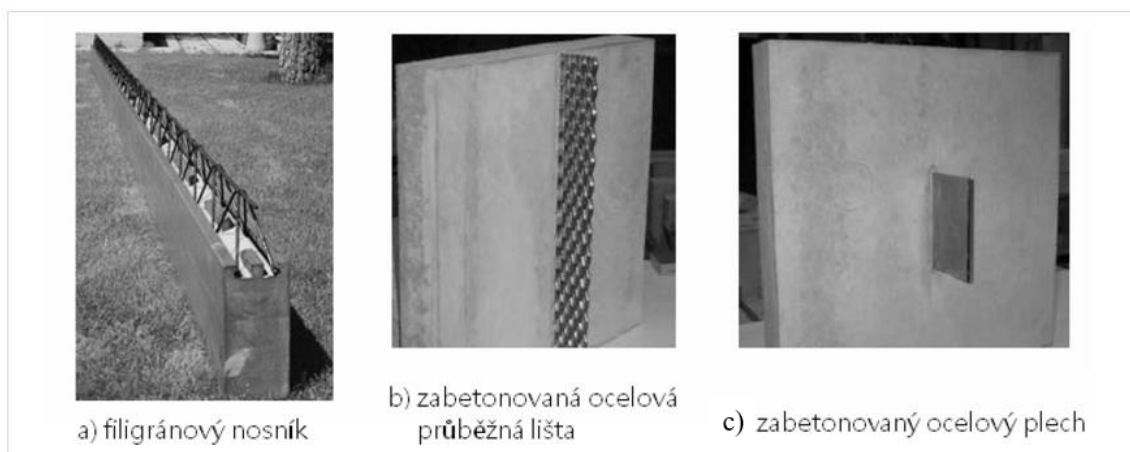 a) filigránový nosník
b) zabetonovaná ocelová
průběžná lišta
c) zabetonovaný ocelový plech